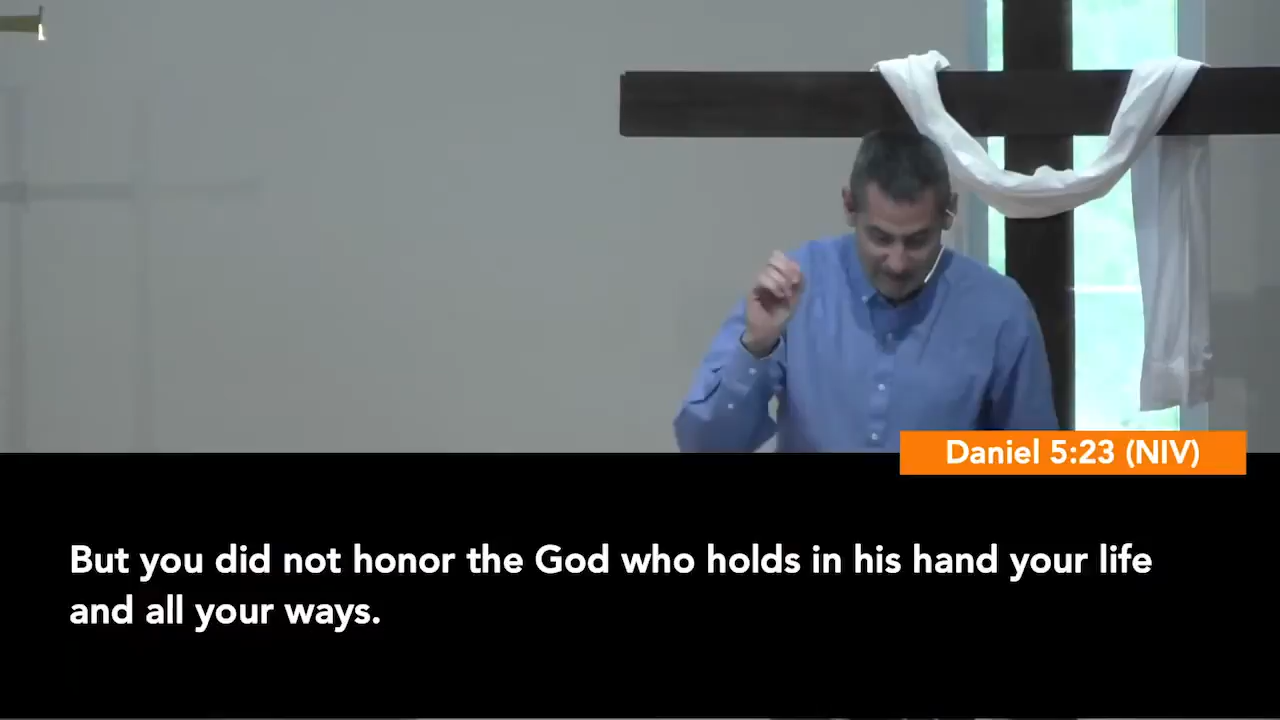 Daniel 5:23 (NIV)
But you did not honor the God who holds in his hand your life
and all your ways.